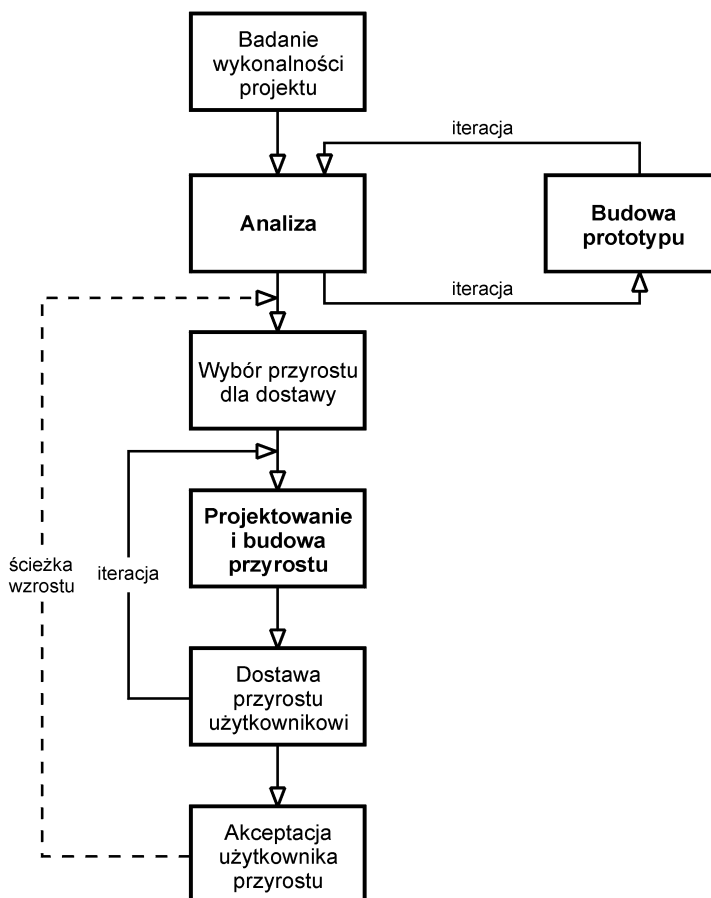 Badanie
wykonalności
projektu
iteracja
Analiza
Budowa
prototypu
iteracja
Wybór przyrostu
dla dostawy
Projektowanie
i budowa
przyrostu
ścieżka
wzrostu
iteracja
Dostawa
przyrostu
użytkownikowi
Akceptacja
użytkownika
przyrostu